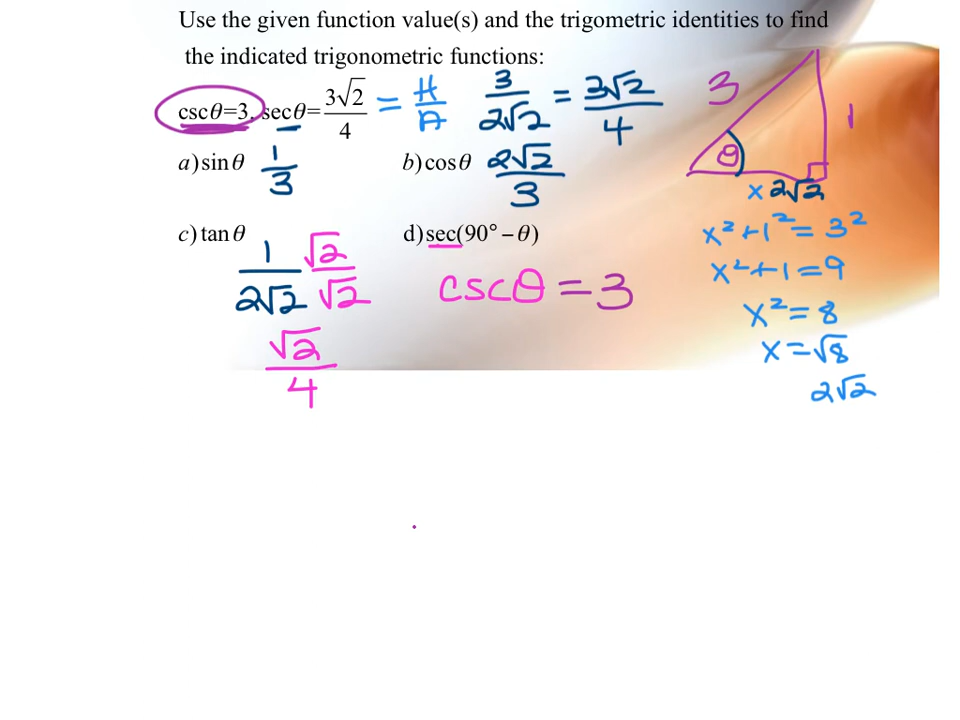 Use the given function value(s) and the trigometric identities to find
the indicated trigonometric functions:
cscθ=3, secθ= 3√2/4 = H/A 3/2√2 = 3√2/4
3 1 θ
x 2√2
a) sin θ 1/3 b) cos θ 2√2/3
c) tan θ 1/2√2 √2/√2 d) sec(90° – θ)
√2/4 cscθ = 3
x² + 1² = 3²
x² + 1 = 9
x² = 8
x = √8
2√2